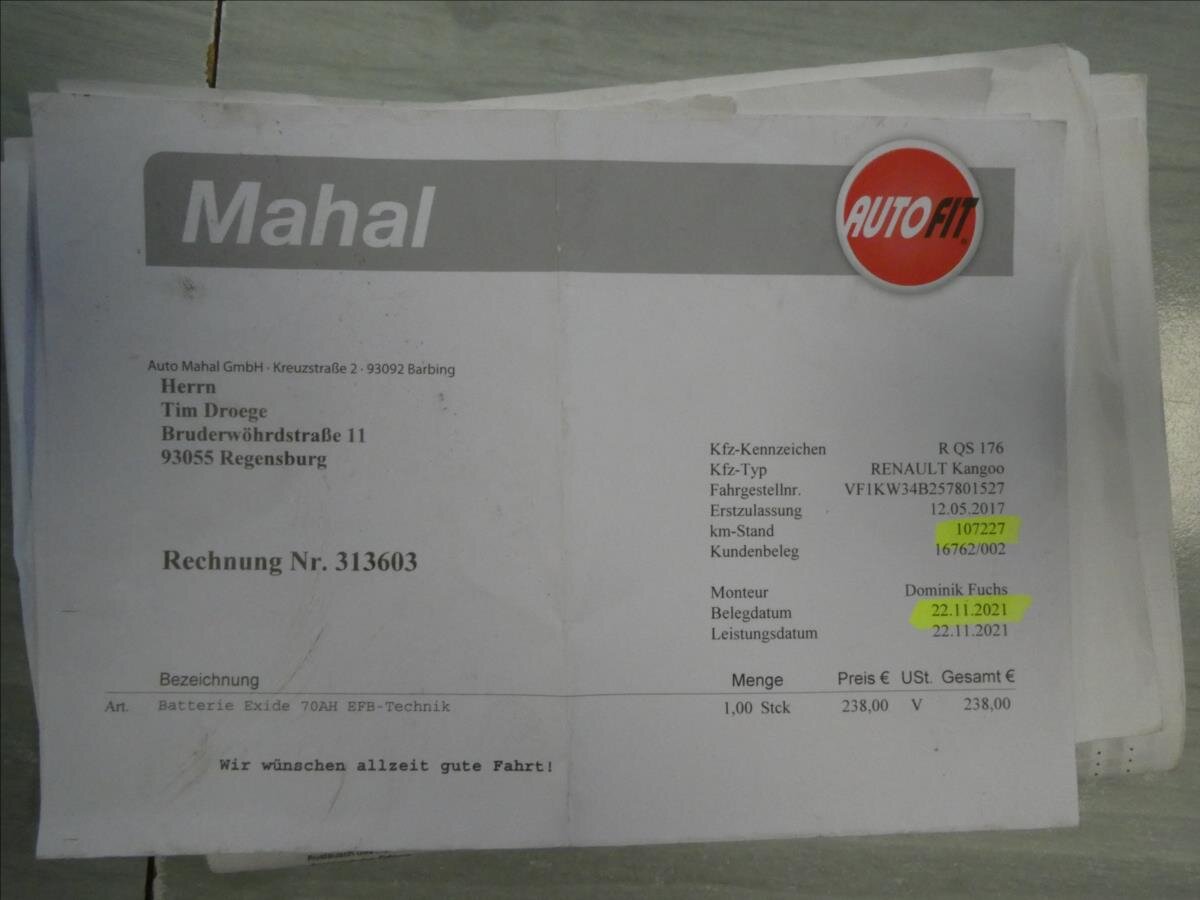 Mahal
AUTOFIT
Auto Mahal GmbH · Kreuzstraße 2 · 93092 Barbing
Herrn
Tim Droege
Bruderwöhrdstraße 11
93055 Regensburg
Kfz-Kennzeichen R QS 176
Kfz-Typ RENAULT Kangoo
Fahrgestellnr. VF1KW34B257801527
Erstzulassung 12.05.2017
km-Stand 107227
Kundenbeleg 16762/002
Rechnung Nr. 313603
Monteur Dominik Fuchs
Belegdatum 22.11.2021
Leistungsdatum 22.11.2021
Bezeichnung Menge Preis € USt. Gesamt €
Art. Batterie Exide 70AH EFB-Technik 1,00 Stck 238,00 V 238,00
Wir wünschen allzeit gute Fahrt!